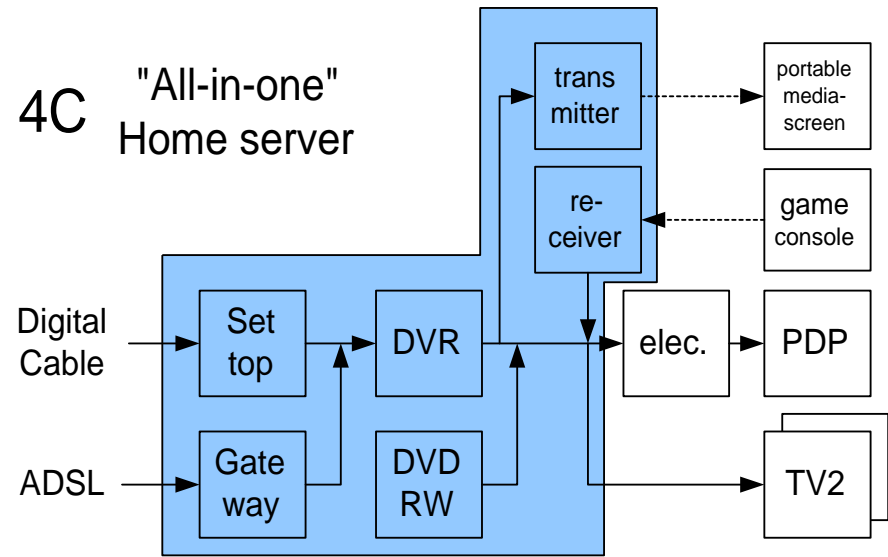 4C
"All-in-one"
Home server
trans
mitter
portable
media-
screen
re-
ceiver
game
console
Digital
Cable
Set
top
DVR
elec.
PDP
ADSL
Gate
way
DVD
RW
TV2